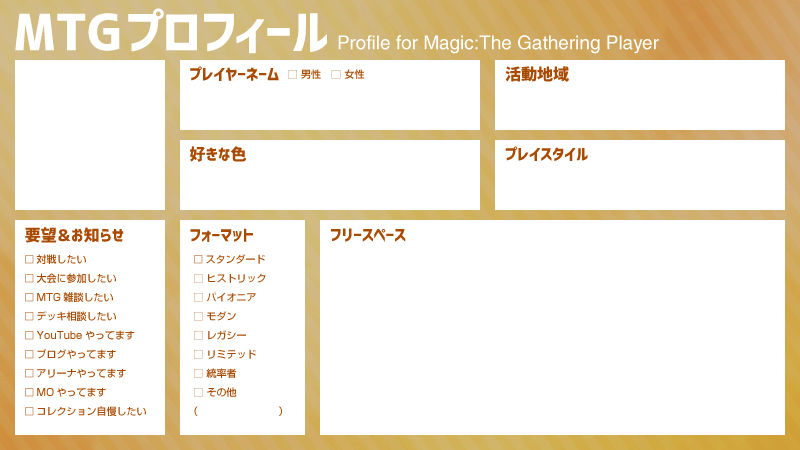 MTGプロフィール Profile for Magic:The Gathering Player
プレイヤーネーム □ 男性 □ 女性
活動地域
好きな色
プレイスタイル
要望&お知らせ
□ 対戦したい
□ 大会に参加したい
□ MTG 雑談したい
□ デッキ相談したい
□ YouTube やってます
□ ブログやってます
□ アリーナやってます
□ MO やってます
□ コレクション自慢したい
フォーマット
□ スタンダード
□ ヒストリック
□ パイオニア
□ モダン
□ レガシー
□ リミテッド
□ 統率者
□ その他
( )
フリースペース